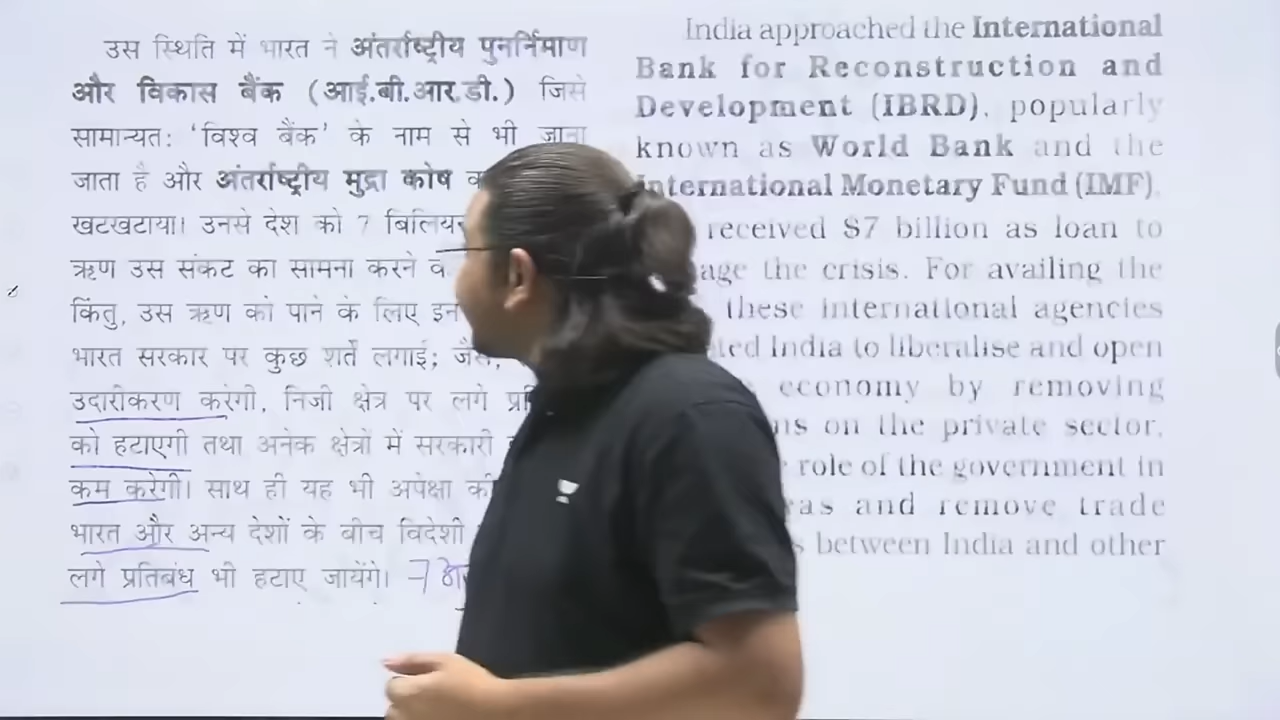 उस स्थिति में भारत ने अंतर्राष्ट्रीय पुनर्निमाण
और विकास बैंक (आई.बी.आर.डी.) जिसे
सामान्यत: 'विश्व बैंक' के नाम से भी जाना
जाता है और अंतर्राष्ट्रीय मुद्रा कोष
खटखटाया। उनसे देश को 7 बिलियन
ऋण उस संकट का सामना करने
किंतु, उस ऋण को पाने के लिए इन
भारत सरकार पर कुछ शर्तें लगाई; जैसे,
उदारीकरण करेगी, निजी क्षेत्र पर लगे
को हटाएगी तथा अनेक क्षेत्रों में सरकारी
कम करेगी। साथ ही यह भी अपेक्षा की
भारत और अन्य देशों के बीच विदेशी
लगे प्रतिबंध भी हटाए जायेंगे।
India approached the International
Bank for Reconstruction and
Development (IBRD), popularly
known as World Bank and the
International Monetary Fund (IMF),
received $7 billion as loan to
the crisis. For availing the
these international agencies
India to liberalise and open
economy by removing
on the private sector,
role of the government in
and remove trade
between India and other